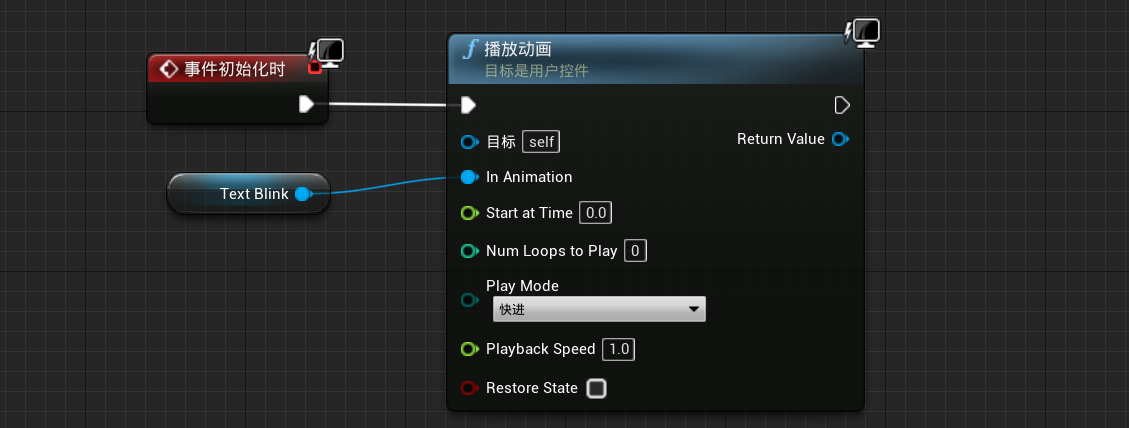 事件初始化时
播放动画
目标是用户控件
目标 self
Return Value
Text Blink
In Animation
Start at Time 0.0
Num Loops to Play 0
Play Mode
快进
Playback Speed 1.0
Restore State